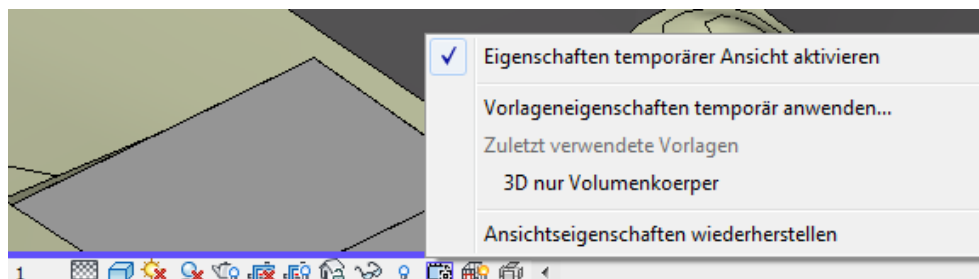 Eigenschaften temporärer Ansicht aktivieren
Vorlageneigenschaften temporär anwenden...
Zuletzt verwendete Vorlagen
3D nur Volumenkoerper
Ansichtseigenschaften wiederherstellen
1